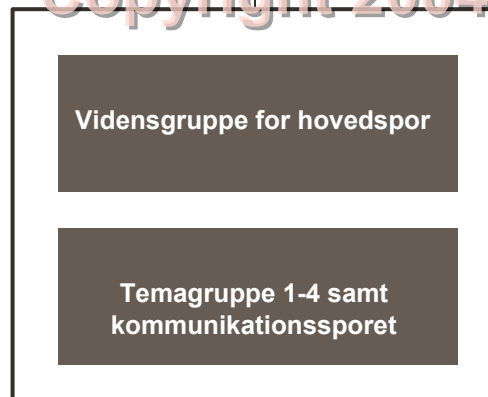 Copyright 2004
Vidensgruppe for hovedspor
Temagruppe 1-4 samt
kommunikationssporet